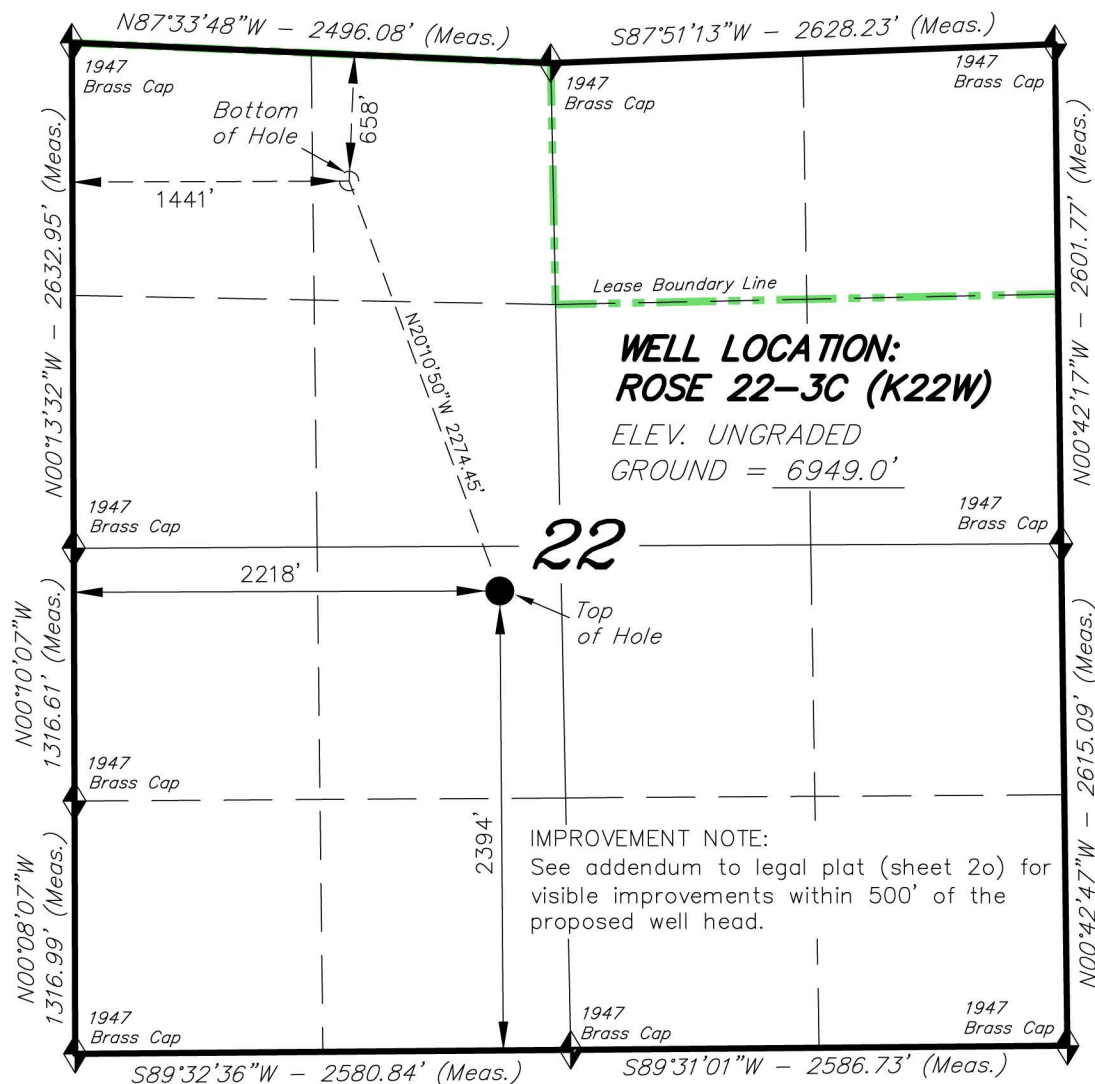 N87°33'48"W – 2496.08' (Meas.)
S87°51'13"W – 2628.23' (Meas.)
1947
Brass Cap
1947
Brass Cap
1947
Brass Cap
Bottom
of Hole
658'
1441'
N00°13'32"W – 2632.95' (Meas.)
N00°42'17"W – 2601.77' (Meas.)
Lease Boundary Line
N20°10'50"W 2274.45'
WELL LOCATION:
ROSE 22–3C (K22W)
ELEV. UNGRADED
GROUND = 6949.0'
1947
Brass Cap
1947
Brass Cap
22
2218'
Top
of Hole
N00°10'07"W
1316.61' (Meas.)
N00°42'47"W – 2615.09' (Meas.)
1947
Brass Cap
2394'
IMPROVEMENT NOTE:
See addendum to legal plat (sheet 2o) for
visible improvements within 500' of the
proposed well head.
N00°08'07"W
1316.99' (Meas.)
1947
Brass Cap
1947
Brass Cap
1947
Brass Cap
S89°32'36"W – 2580.84' (Meas.)
S89°31'01"W – 2586.73' (Meas.)